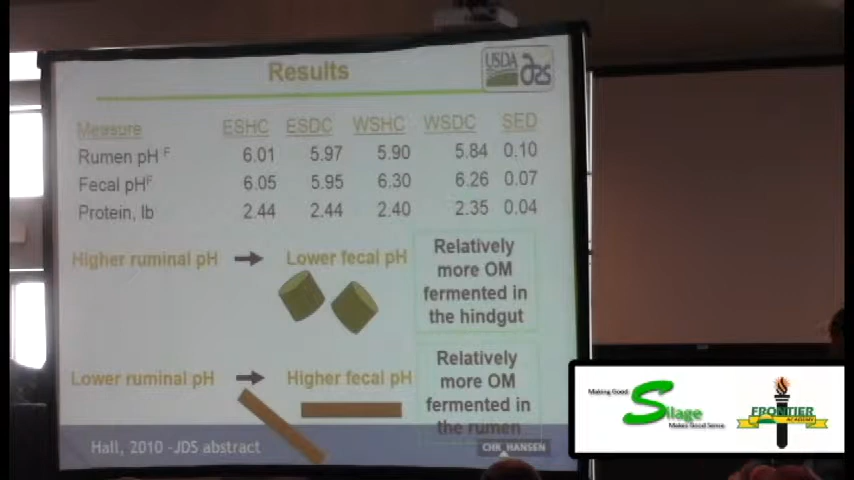 Results
USDA
Measure ESHC ESDC WSHC WSDC SED
Rumen pH F 6.01 5.97 5.90 5.84 0.10
Fecal pH F 6.05 5.95 6.30 6.26 0.07
Protein, lb 2.44 2.44 2.40 2.35 0.04
Higher ruminal pH → Lower fecal pH
Relatively
more OM
fermented in
the hindgut
Lower ruminal pH → Higher fecal pH
Relatively
more OM
fermented in
the rumen
Hall, 2010 -JDS abstract
CHR HANSEN
Making Good
Silage
Makes Good Sense
FRONTIER
ACADEMY